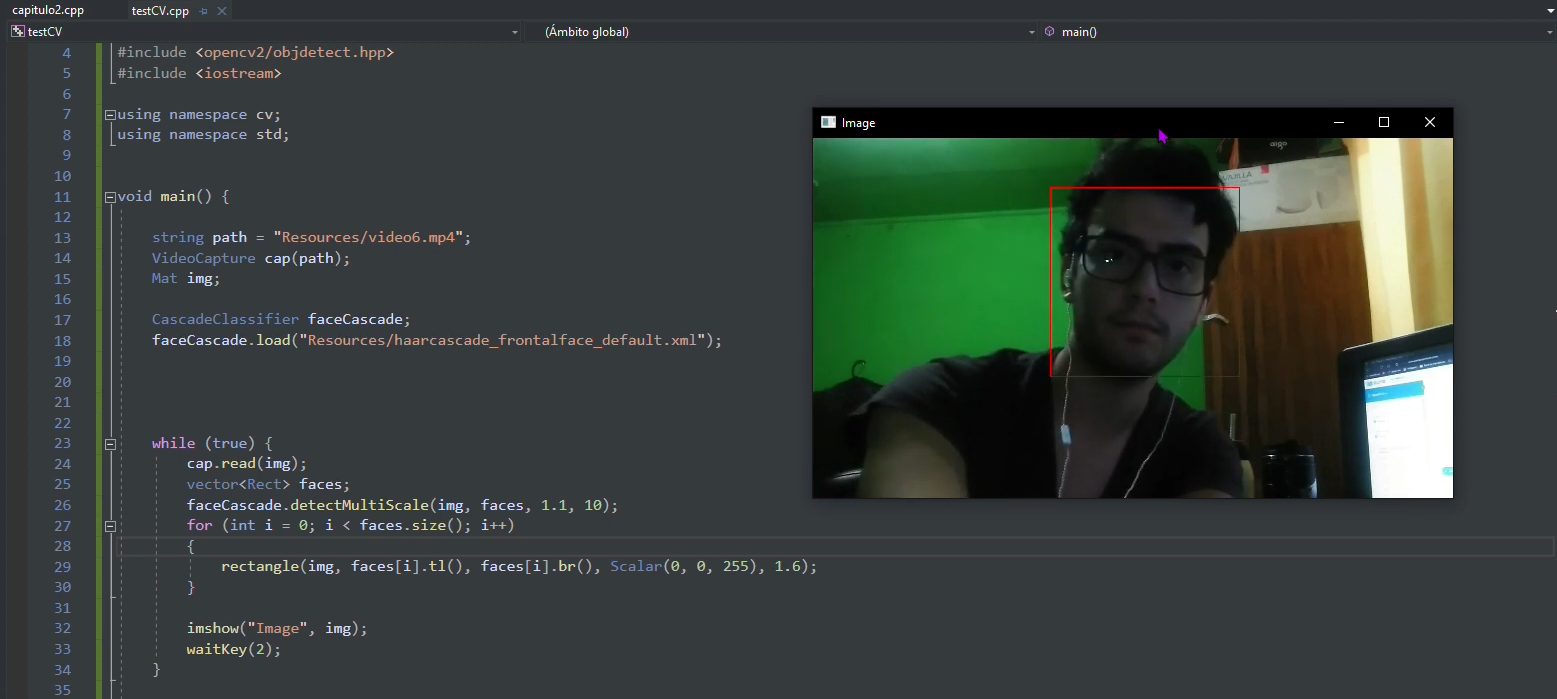 capitulo2.cpp testCV.cpp
testCV (Ámbito global) main()
4 #include <opencv2/objdetect.hpp>
5 #include <iostream>
6
7 using namespace cv;
8 using namespace std;
9
10
11 void main() {
12
13 string path = "Resources/video6.mp4";
14 VideoCapture cap(path);
15 Mat img;
16
17 CascadeClassifier faceCascade;
18 faceCascade.load("Resources/haarcascade_frontalface_default.xml");
19
20
21
22
23 while (true) {
24 cap.read(img);
25 vector<Rect> faces;
26 faceCascade.detectMultiScale(img, faces, 1.1, 10);
27 for (int i = 0; i < faces.size(); i++)
28 {
29 rectangle(img, faces[i].tl(), faces[i].br(), Scalar(0, 0, 255), 1.6);
30 }
31
32 imshow("Image", img);
33 waitKey(2);
34 }
35
Image